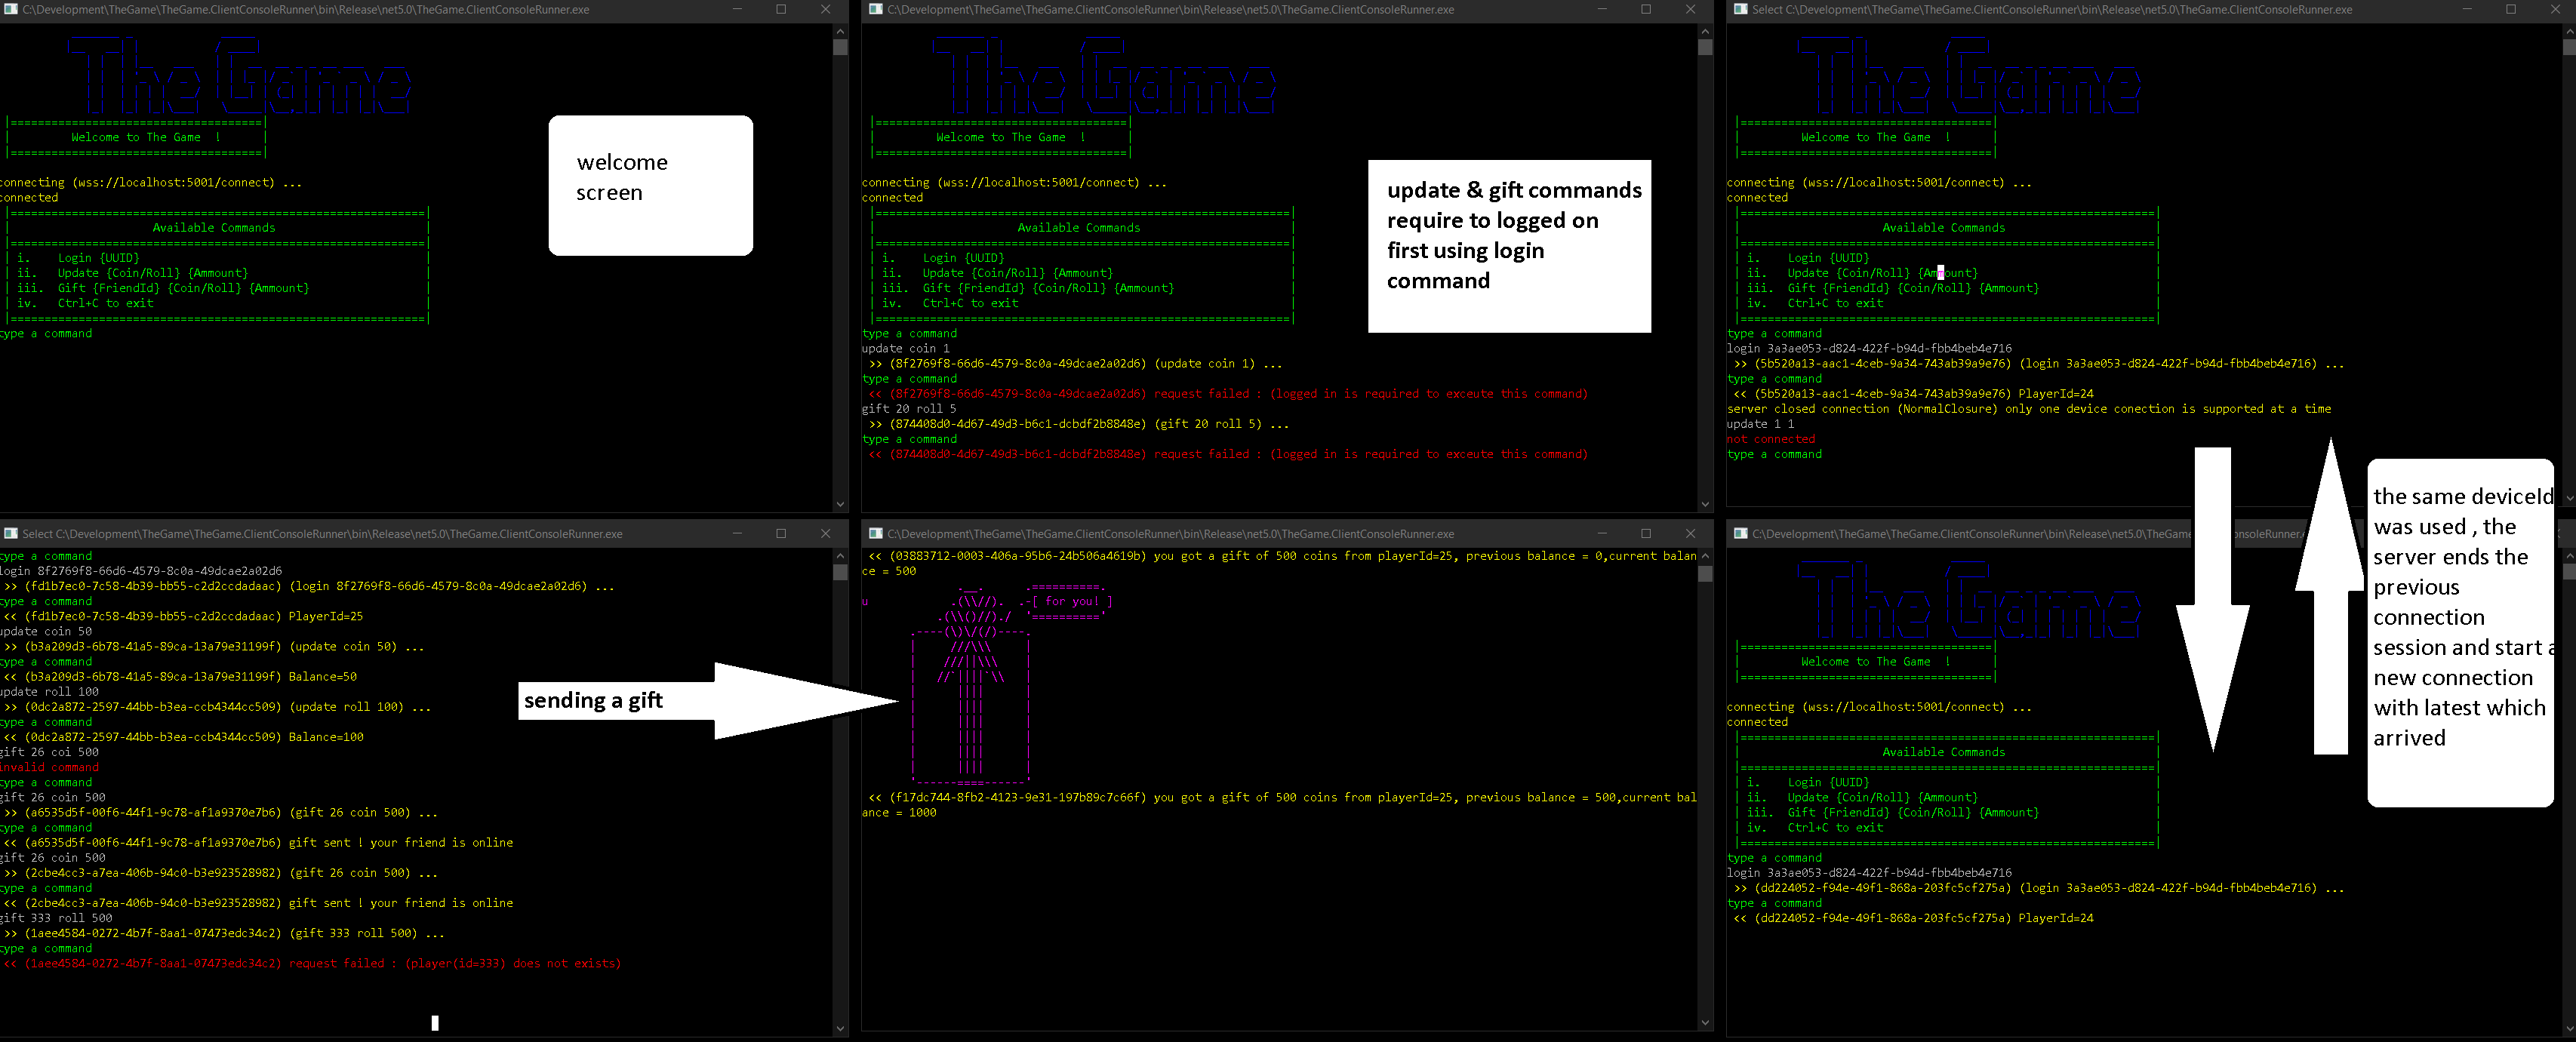 C:\Development\TheGame\TheGame.ClientConsoleRunner\bin\Release\net5.0\TheGame.ClientConsoleRunner.exe
The Game
Welcome to The Game !
connecting (wss://localhost:5001/connect) ...
connected
Available Commands
i. Login {UUID}
ii. Update {Coin/Roll} {Ammount}
iii. Gift {FriendId} {Coin/Roll} {Ammount}
iv. Ctrl+C to exit
type a command
welcome
screen
C:\Development\TheGame\TheGame.ClientConsoleRunner\bin\Release\net5.0\TheGame.ClientConsoleRunner.exe
The Game
Welcome to The Game !
connecting (wss://localhost:5001/connect) ...
connected
Available Commands
i. Login {UUID}
ii. Update {Coin/Roll} {Ammount}
iii. Gift {FriendId} {Coin/Roll} {Ammount}
iv. Ctrl+C to exit
type a command
update coin 1
>> (8f2769f8-66d6-4579-8c0a-49dcae2a02d6) (update coin 1) ...
type a command
<< (8f2769f8-66d6-4579-8c0a-49dcae2a02d6) request failed : (logged in is required to exceute this command)
gift 20 roll 5
>> (874408d0-4d67-49d3-b6c1-dcbdf2b8848e) (gift 20 roll 5) ...
type a command
<< (874408d0-4d67-49d3-b6c1-dcbdf2b8848e) request failed : (logged in is required to exceute this command)
update & gift commands
require to logged on
first using login
command
Select C:\Development\TheGame\TheGame.ClientConsoleRunner\bin\Release\net5.0\TheGame.ClientConsoleRunner.exe
The Game
Welcome to The Game !
connecting (wss://localhost:5001/connect) ...
connected
Available Commands
i. Login {UUID}
ii. Update {Coin/Roll} {Ammount}
iii. Gift {FriendId} {Coin/Roll} {Ammount}
iv. Ctrl+C to exit
type a command
login 3a3ae053-d824-422f-b94d-fbb4beb4e716
>> (5b520a13-aac1-4ceb-9a34-743ab39a9e76) (login 3a3ae053-d824-422f-b94d-fbb4beb4e716) ...
type a command
<< (5b520a13-aac1-4ceb-9a34-743ab39a9e76) PlayerId=24
server closed connection (NormalClosure) only one device conection is supported at a time
update 1 1
not connected
type a command
Select C:\Development\TheGame\TheGame.ClientConsoleRunner\bin\Release\net5.0\TheGame.ClientConsoleRunner.exe
type a command
login 8f2769f8-66d6-4579-8c0a-49dcae2a02d6
>> (fd1b7ec0-7c58-4b39-bb55-c2d2ccdadaac) (login 8f2769f8-66d6-4579-8c0a-49dcae2a02d6) ...
type a command
<< (fd1b7ec0-7c58-4b39-bb55-c2d2ccdadaac) PlayerId=25
update coin 50
>> (b3a209d3-6b78-41a5-89ca-13a79e31199f) (update coin 50) ...
type a command
<< (b3a209d3-6b78-41a5-89ca-13a79e31199f) Balance=50
update roll 100
>> (0dc2a872-2597-44bb-b3ea-ccb4344cc509) (update roll 100) ...
type a command
<< (0dc2a872-2597-44bb-b3ea-ccb4344cc509) Balance=100
gift 26 coi 500
invalid command
type a command
gift 26 coin 500
>> (a6535d5f-00f6-44f1-9c78-af1a9370e7b6) (gift 26 coin 500) ...
type a command
<< (a6535d5f-00f6-44f1-9c78-af1a9370e7b6) gift sent ! your friend is online
gift 26 coin 500
>> (2cbe4cc3-a7ea-406b-94c0-b3e923528982) (gift 26 coin 500) ...
type a command
<< (2cbe4cc3-a7ea-406b-94c0-b3e923528982) gift sent ! your friend is online
gift 333 roll 500
>> (1aee4584-0272-4b7f-8aa1-07473edc34c2) (gift 333 roll 500) ...
type a command
<< (1aee4584-0272-4b7f-8aa1-07473edc34c2) request failed : (player(id=333) does not exists)
sending a gift
C:\Development\TheGame\TheGame.ClientConsoleRunner\bin\Release\net5.0\TheGame.ClientConsoleRunner.exe
<< (03883712-0003-406a-95b6-24b506a4619b) you got a gift of 500 coins from playerId=25, previous balance = 0,current balan
ce = 500
u
[ for you! ]
<< (f17dc744-8fb2-4123-9e31-197b89c7c66f) you got a gift of 500 coins from playerId=25, previous balance = 500,current bal
ance = 1000
C:\Development\TheGame\TheGame.ClientConsoleRunner\bin\Release\net5.0\TheGame.ClientConsoleRunner.
The Game
Welcome to The Game !
connecting (wss://localhost:5001/connect) ...
connected
Available Commands
i. Login {UUID}
ii. Update {Coin/Roll} {Ammount}
iii. Gift {FriendId} {Coin/Roll} {Ammount}
iv. Ctrl+C to exit
type a command
login 3a3ae053-d824-422f-b94d-fbb4beb4e716
>> (dd224052-f94e-49f1-868a-203fc5cf275a) (login 3a3ae053-d824-422f-b94d-fbb4beb4e716) ...
type a command
<< (dd224052-f94e-49f1-868a-203fc5cf275a) PlayerId=24
the same deviceId
was used , the
server ends the
previous
connection
session and start a
new connection
with latest which
arrived